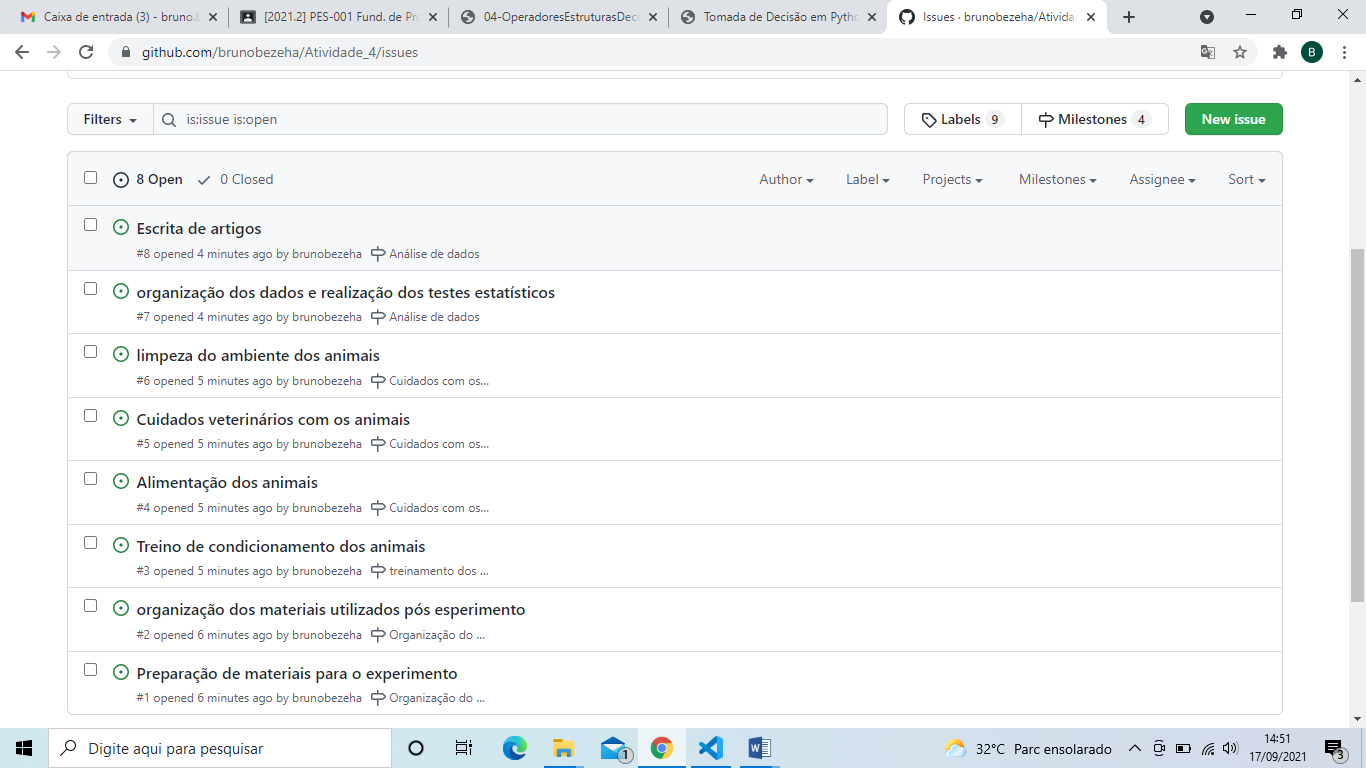 Caixa de entrada (3) - bruno.b
[2021.2] PES-001 Fund. de Pro
04-OperadoresEstruturasDeci
Tomada de Decisão em Pytho
Issues · brunobezeha/Atividad
github.com/brunobezeha/Atividade_4/issues
B
Filters
is:issue is:open
Labels 9
Milestones 4
New issue
8 Open
0 Closed
Author
Label
Projects
Milestones
Assignee
Sort
Escrita de artigos
#8 opened 4 minutes ago by brunobezeha Análise de dados
organização dos dados e realização dos testes estatísticos
#7 opened 4 minutes ago by brunobezeha Análise de dados
limpeza do ambiente dos animais
#6 opened 5 minutes ago by brunobezeha Cuidados com os...
Cuidados veterinários com os animais
#5 opened 5 minutes ago by brunobezeha Cuidados com os...
Alimentação dos animais
#4 opened 5 minutes ago by brunobezeha Cuidados com os...
Treino de condicionamento dos animais
#3 opened 5 minutes ago by brunobezeha treinamento dos ...
organização dos materiais utilizados pós esperimento
#2 opened 6 minutes ago by brunobezeha Organização do ...
Preparação de materiais para o experimento
#1 opened 6 minutes ago by brunobezeha Organização do ...
Digite aqui para pesquisar
1
32°C Parc ensolarado
14:51
17/09/2021
3